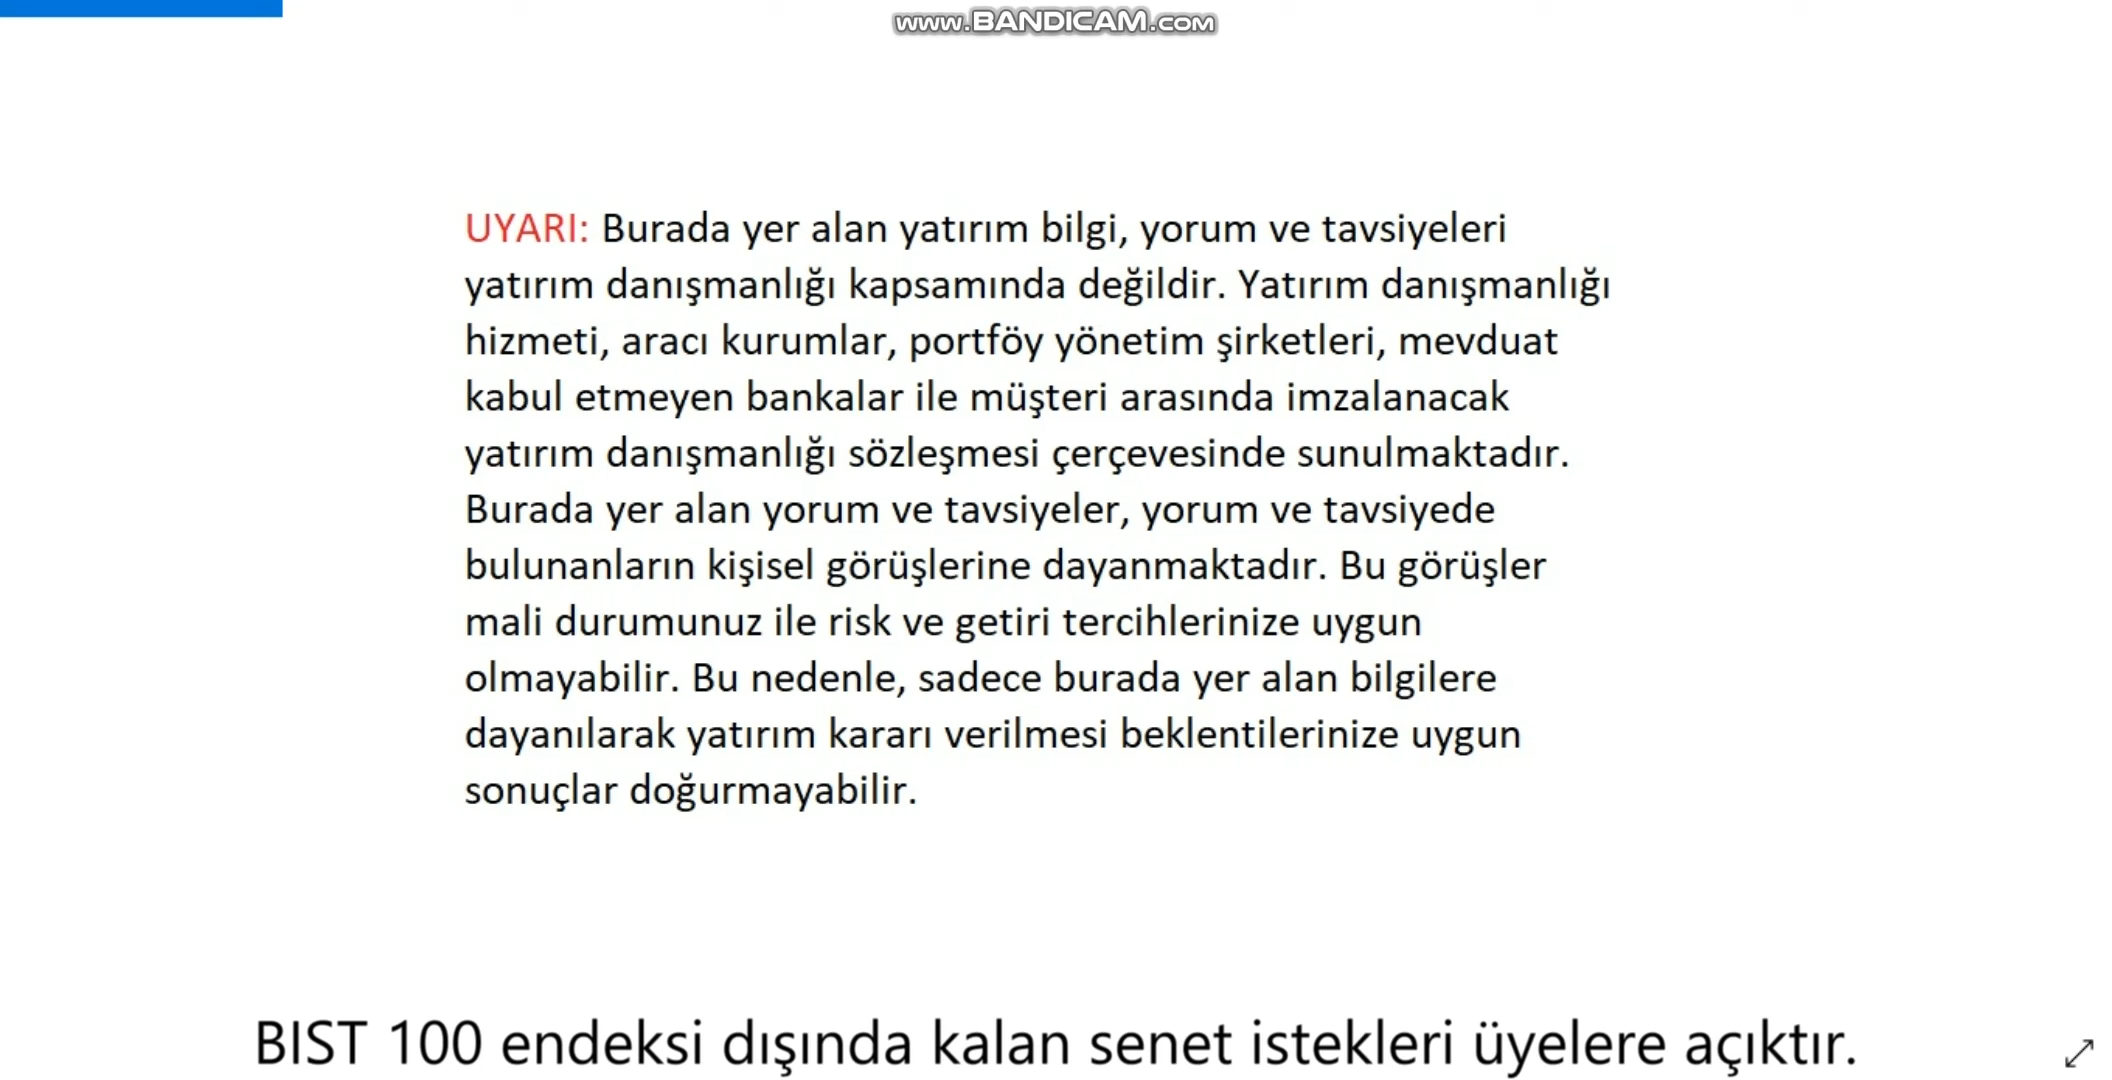 www.BANDICAM.com
UYARI: Burada yer alan yatırım bilgi, yorum ve tavsiyeleri
yatırım danışmanlığı kapsamında değildir. Yatırım danışmanlığı
hizmeti, aracı kurumlar, portföy yönetim şirketleri, mevduat
kabul etmeyen bankalar ile müşteri arasında imzalanacak
yatırım danışmanlığı sözleşmesi çerçevesinde sunulmaktadır.
Burada yer alan yorum ve tavsiyeler, yorum ve tavsiyede
bulunanların kişisel görüşlerine dayanmaktadır. Bu görüşler
mali durumunuz ile risk ve getiri tercihlerinize uygun
olmayabilir. Bu nedenle, sadece burada yer alan bilgilere
dayanılarak yatırım kararı verilmesi beklentilerinize uygun
sonuçlar doğurmayabilir.
BIST 100 endeksi dışında kalan senet istekleri üyelere açıktır.